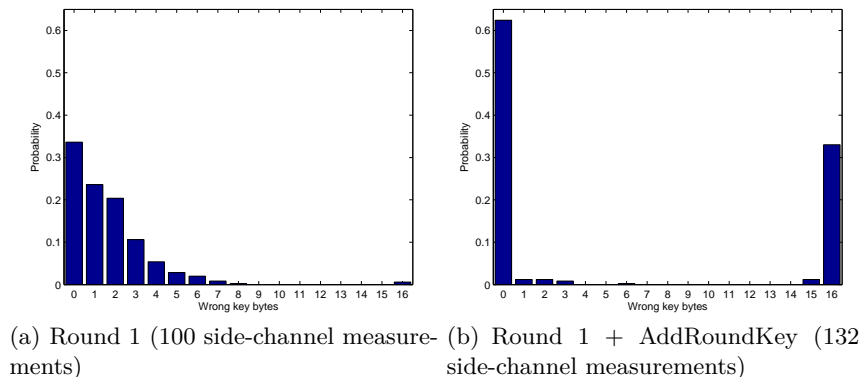 0.6
0.5
0.4
0.3
0.2
0.1
0
Probability
0 1 2 3 4 5 6 7 8 9 10 11 12 13 14 15 16
Wrong key bytes
(a) Round 1 (100 side-channel measure-
ments)
0.6
0.5
0.4
0.3
0.2
0.1
0
Probability
0 1 2 3 4 5 6 7 8 9 10 11 12 13 14 15 16
Wrong key bytes
(b) Round 1 + AddRoundKey (132
side-channel measurements)